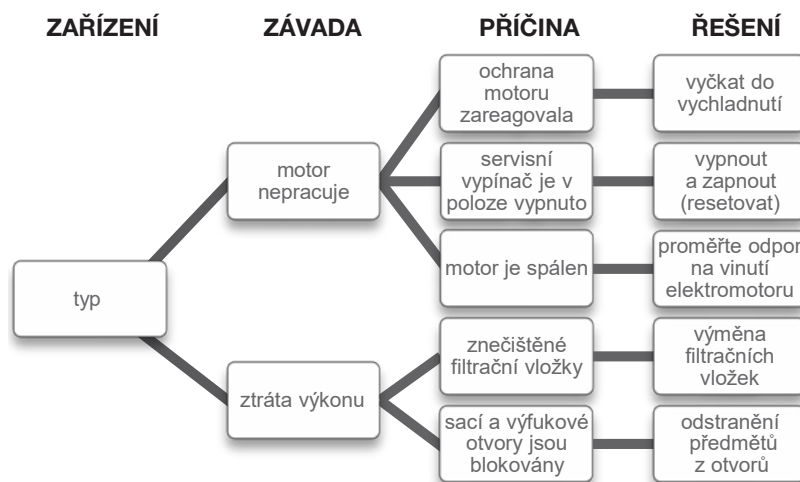 ZAŘÍZENÍ ZÁVADA PŘÍČINA ŘEŠENÍ
typ
motor
nepracuje
ochrana
motoru
zareagovala
vyčkat do
vychladnutí
servisní
vypínač je v
poloze vypnuto
vypnout
a zapnout
(resetovat)
motor je spálen
proměřte odpor
na vinutí
elektromotoru
ztráta výkonu
znečištěné
filtrační vložky
výměna
filtračních
vložek
sací a výfukové
otvory jsou
blokovány
odstranění
předmětů
z otvorů